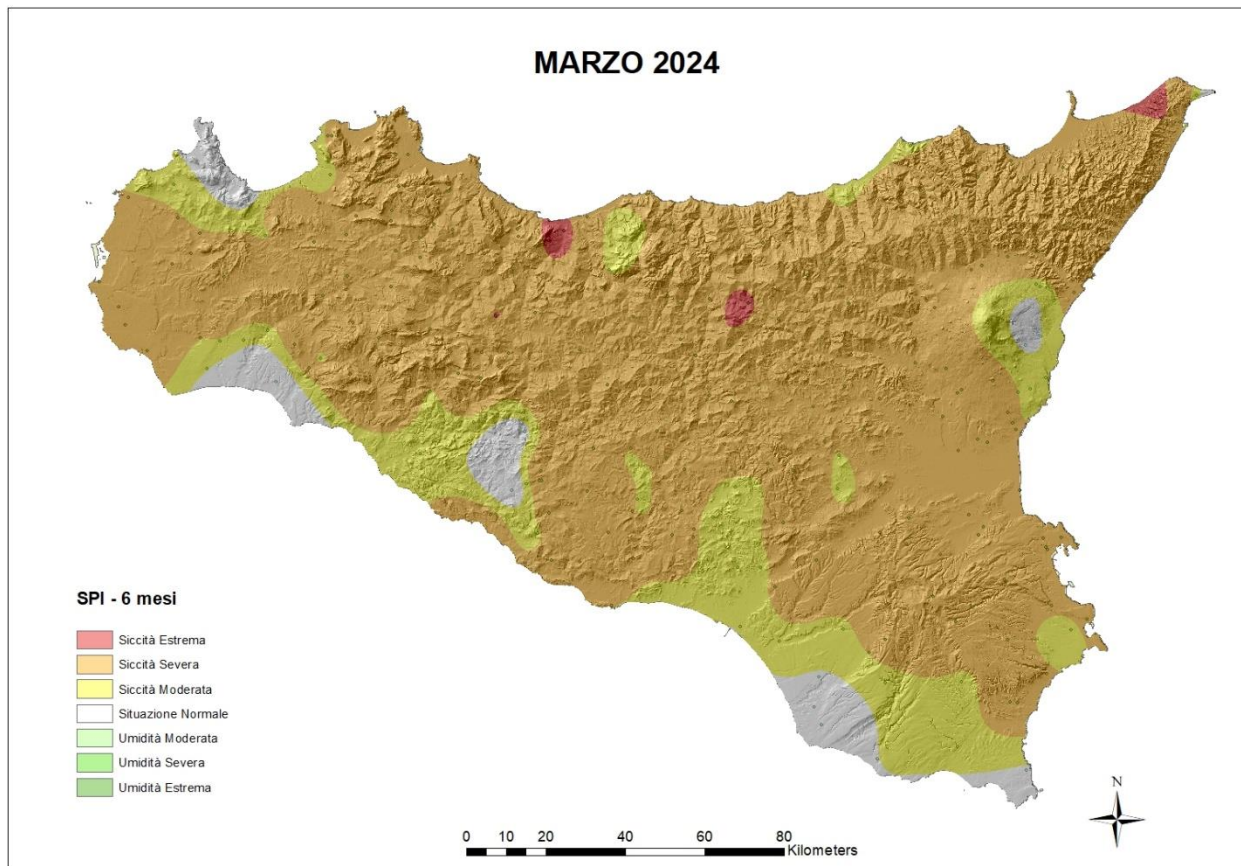 MARZO 2024
SPI - 6 mesi
Siccità Estrema
Siccità Severa
Siccità Moderata
Situazione Normale
Umidità Moderata
Umidità Severa
Umidità Estrema
N
0 10 20 40 60 80
Kilometers